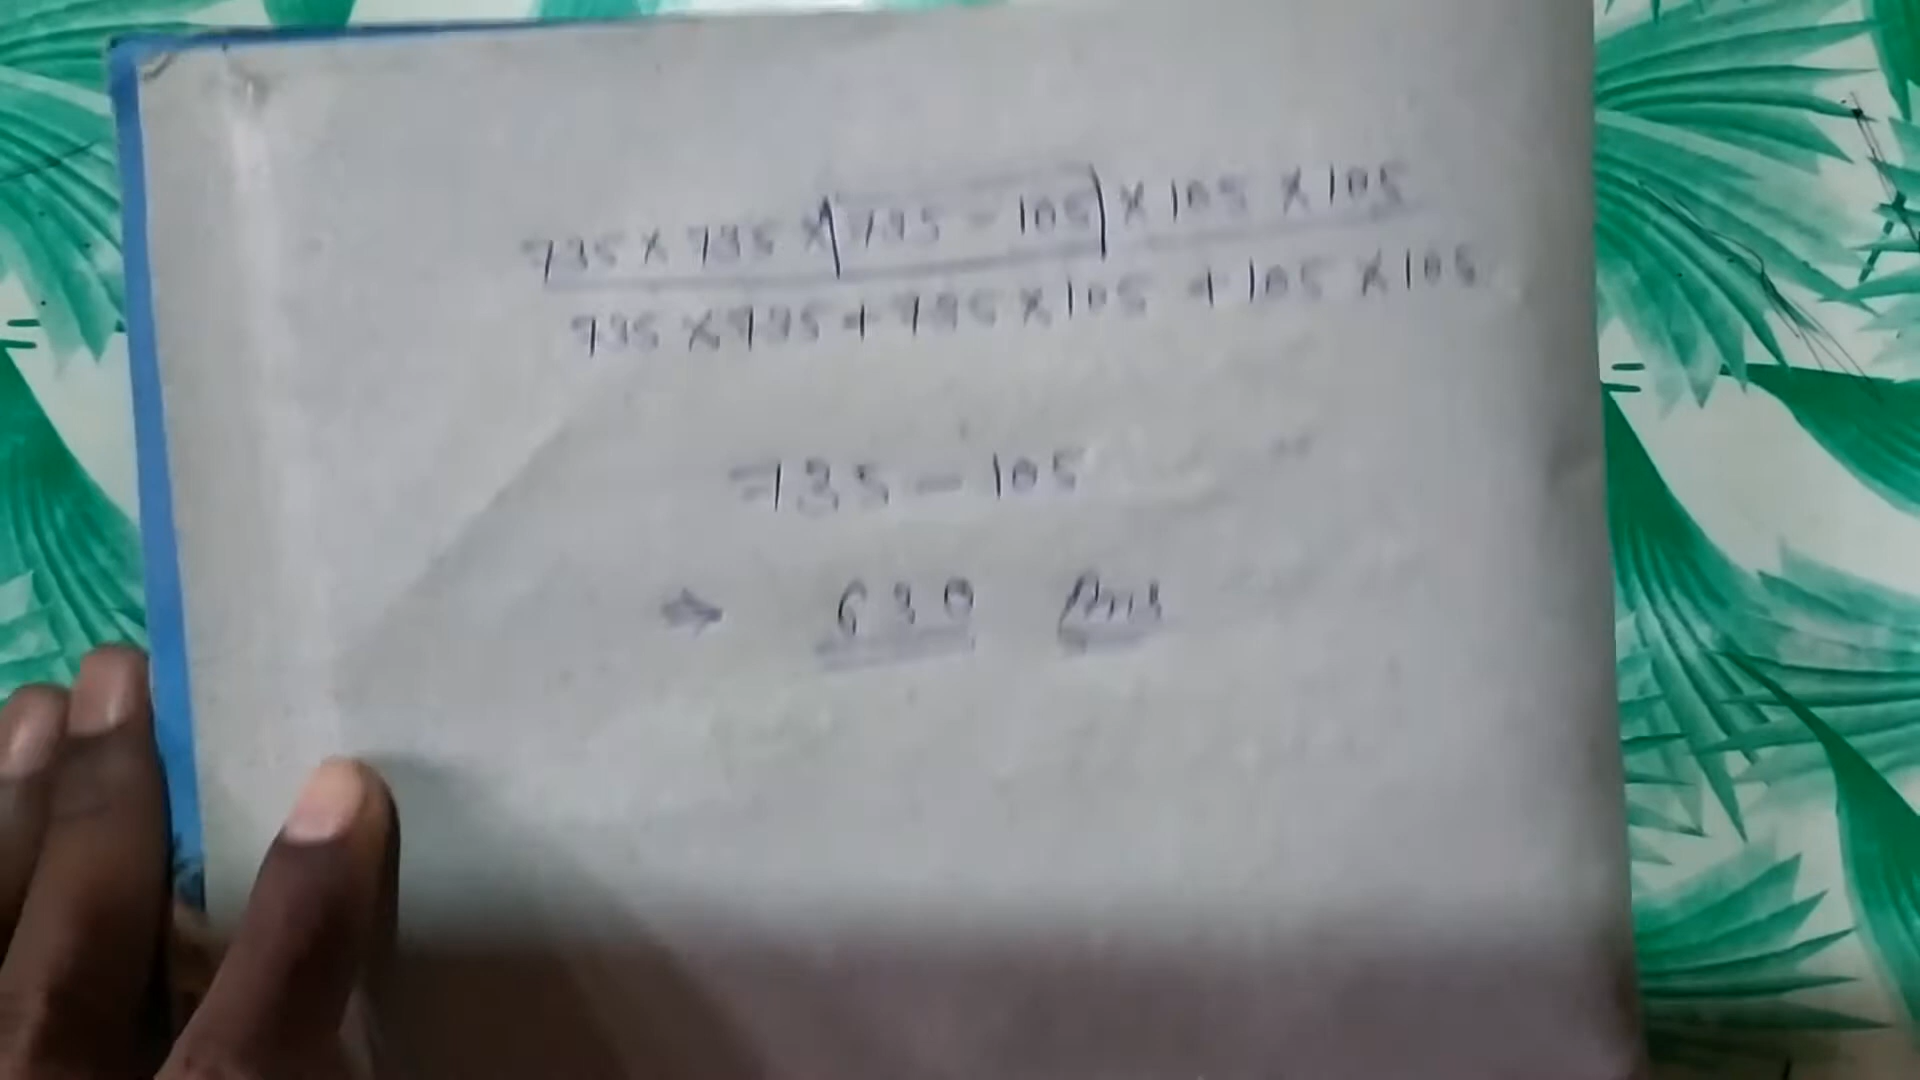 735 × 735 × (735 - 105) × 105 × 105
735 × 735 + 735 × 105 + 105 × 105
= 735 - 105
⇒ 630 Ans